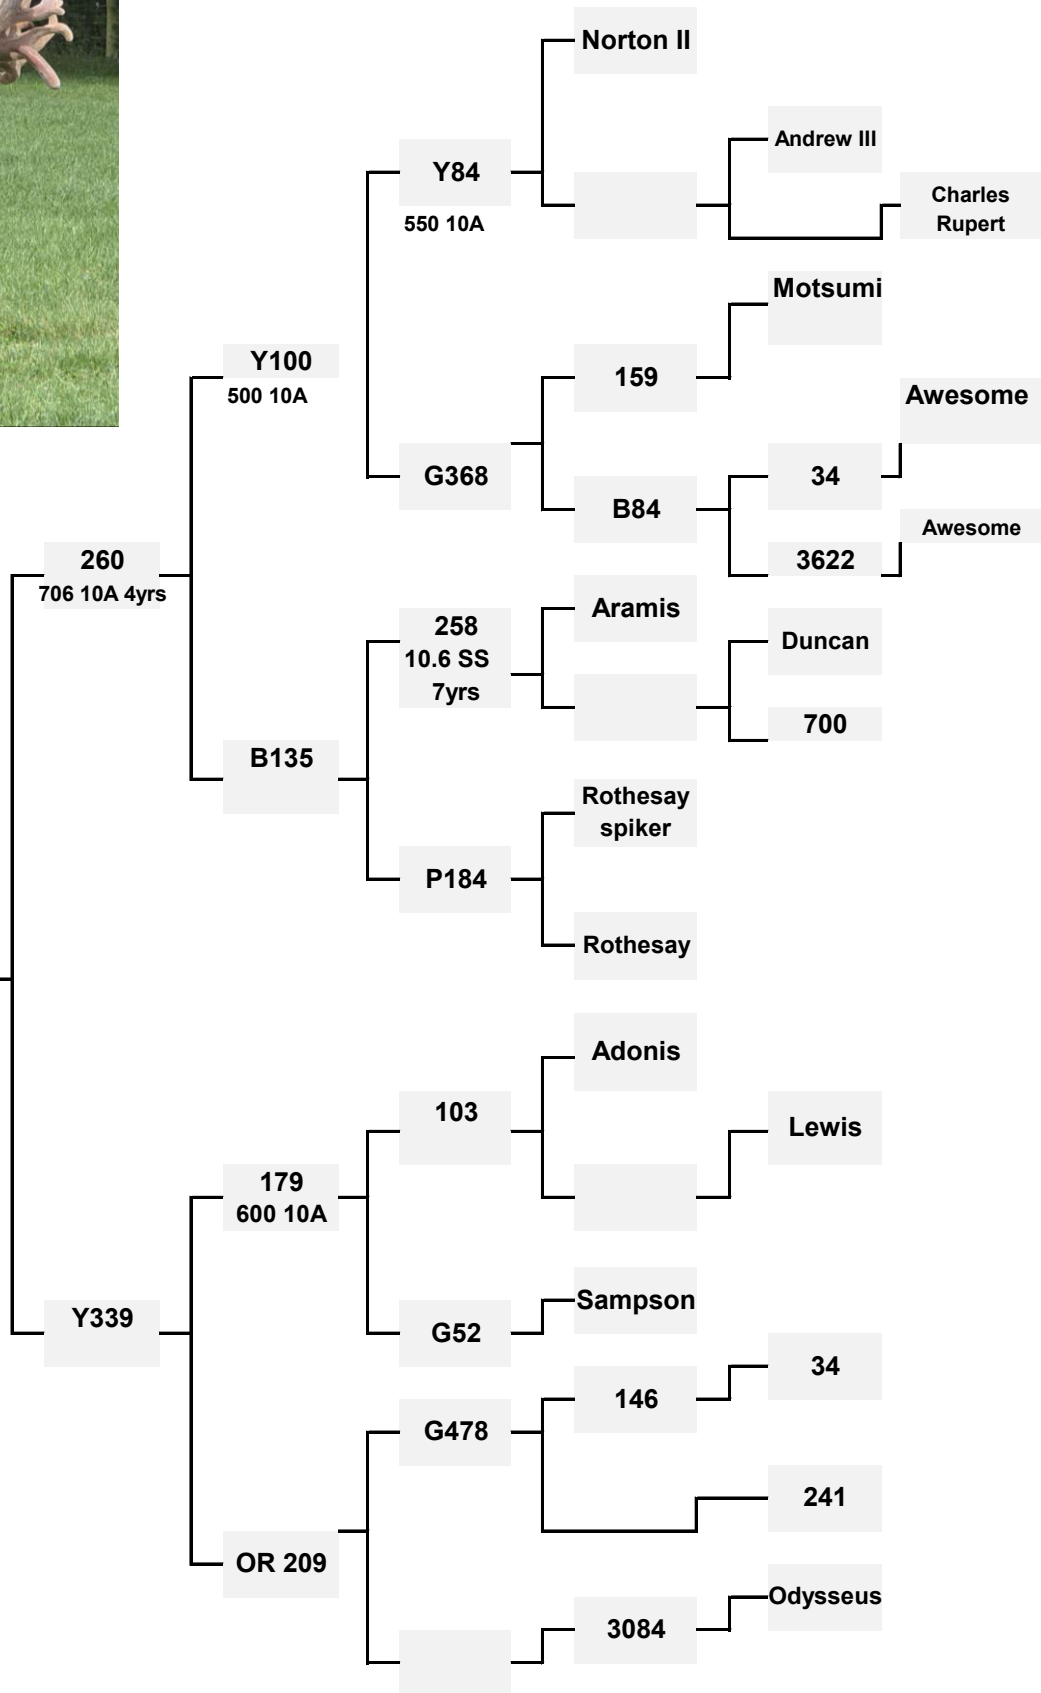 Norton II
Andrew III
Y84
550 10A
Charles
Rupert
Motsumi
Y100
500 10A
159
Awesome
G368
34
B84
Awesome
3622
260
706 10A 4yrs
Aramis
258
10.6 SS
7yrs
Duncan
700
B135
Rothesay
spiker
P184
Rothesay
Adonis
103
Lewis
179
600 10A
Sampson
Y339
G52
34
146
G478
241
OR 209
Odysseus
3084